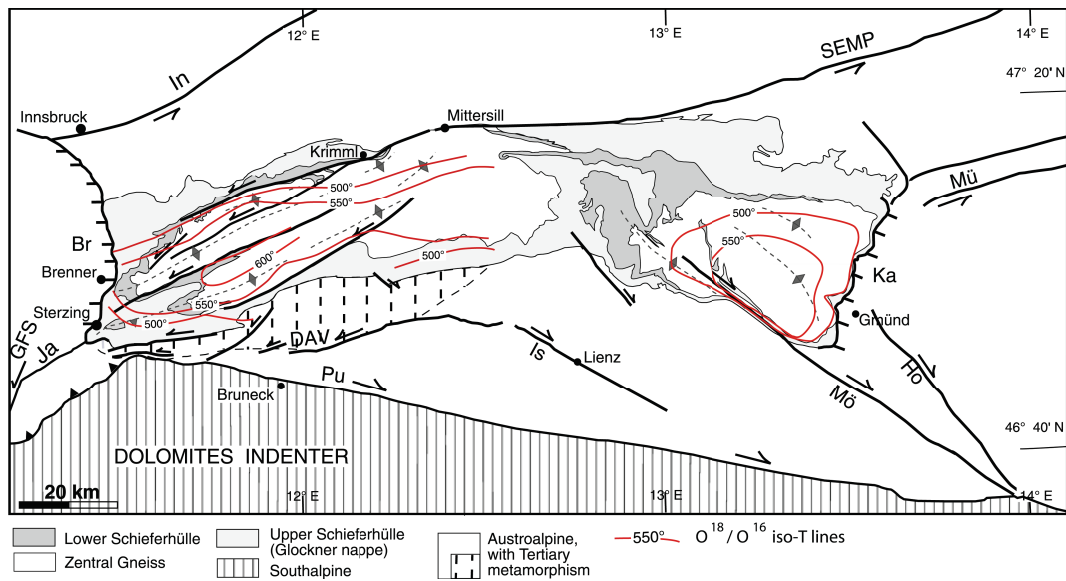 12° E
13° E
14° E
SEMP
47° 20' N
In
Innsbruck
Mittersill
Krimml
500°
550°
Mü
500°
Br
600°
550°
500°
Brenner
Ka
550°
Sterzing
500°
Gmünd
GFS
Ja
DAV
Is
Lienz
Ho
Pu
Bruneck
Mö
46° 40' N
DOLOMITES INDENTER
20 km
12° E
13° E
14° E
Lower Schieferhülle
Zentral Gneiss
Upper Schieferhülle
(Glockner nappe)
Southalpine
Austroalpine,
with Tertiary
metamorphism
550°
O18 / O16 iso-T lines